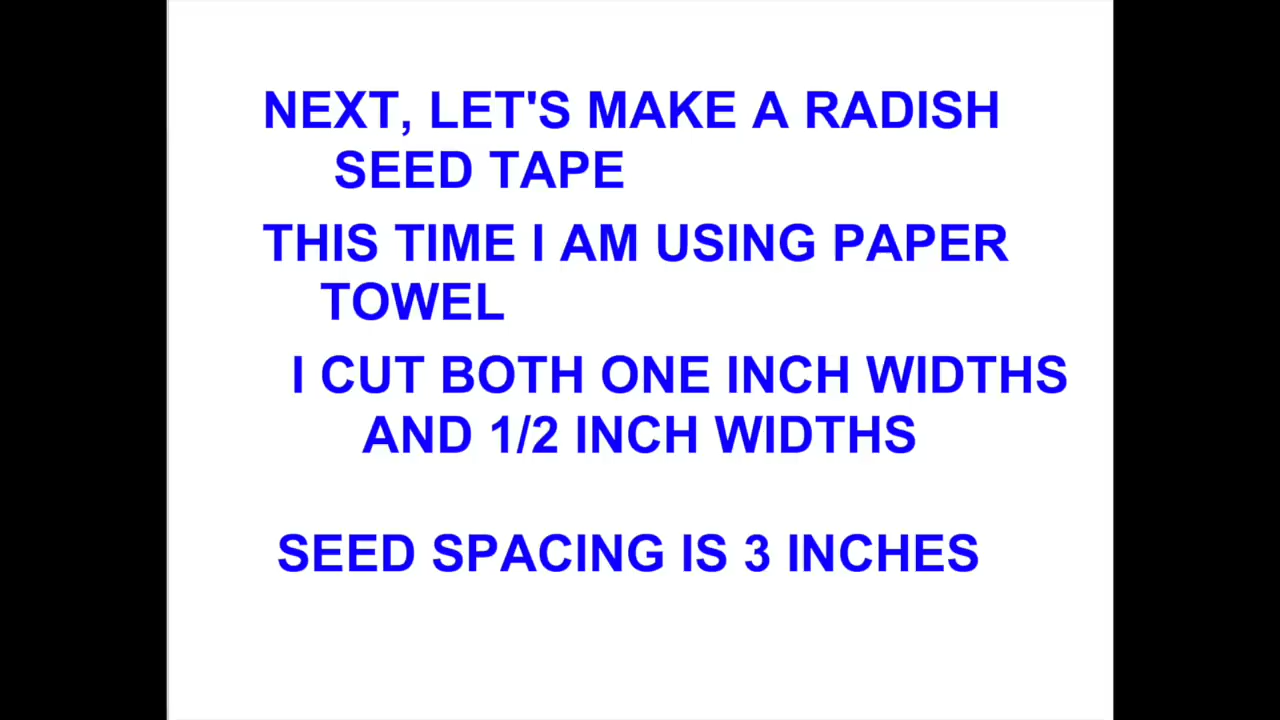 NEXT, LET'S MAKE A RADISH
SEED TAPE
THIS TIME I AM USING PAPER
TOWEL
I CUT BOTH ONE INCH WIDTHS
AND 1/2 INCH WIDTHS
SEED SPACING IS 3 INCHES